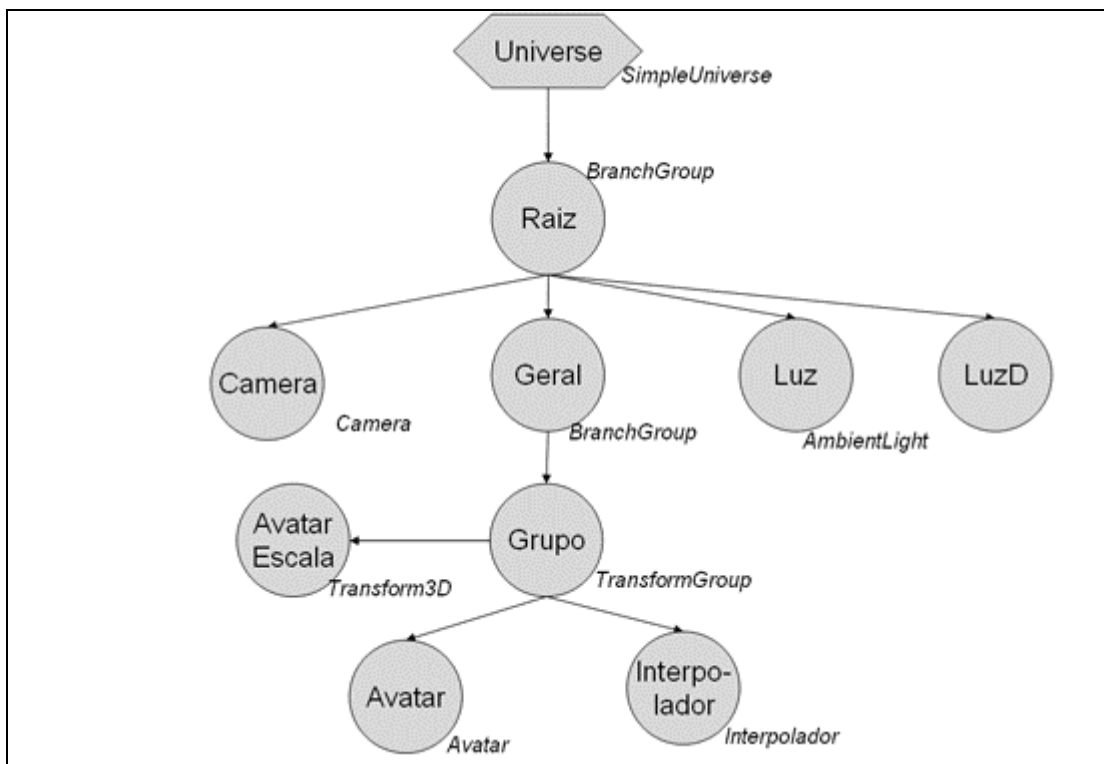 Universe
SimpleUniverse
BranchGroup
Raiz
Camera
Geral
Luz
LuzD
Camera
BranchGroup
AmbientLight
Avatar
Escala
Grupo
Transform3D
TransformGroup
Avatar
Interpo-
lador
Avatar
Interpolador